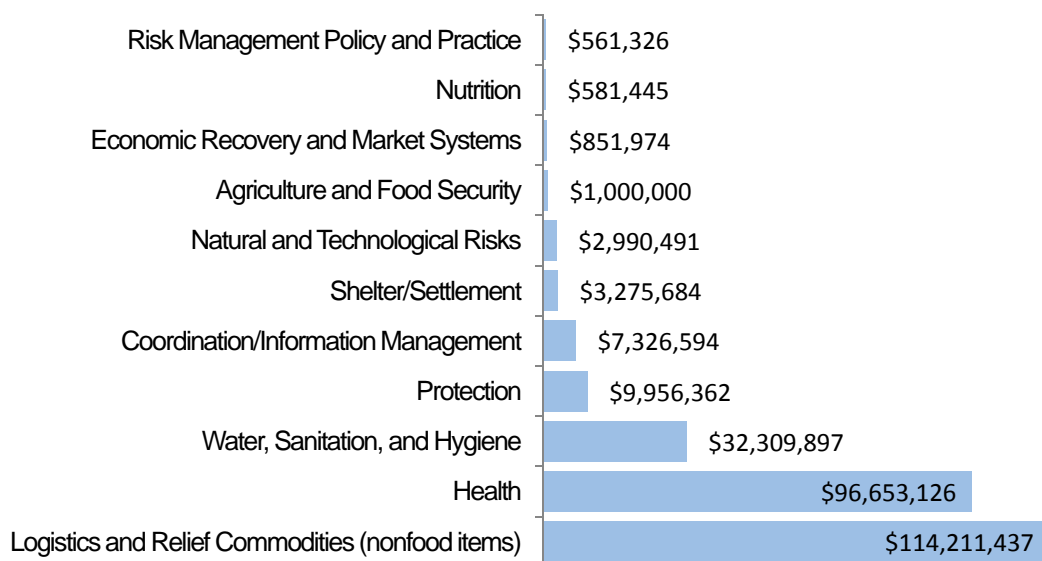 Risk Management Policy and Practice $561,326
Nutrition $581,445
Economic Recovery and Market Systems $851,974
Agriculture and Food Security $1,000,000
Natural and Technological Risks $2,990,491
Shelter/Settlement $3,275,684
Coordination/Information Management $7,326,594
Protection $9,956,362
Water, Sanitation, and Hygiene $32,309,897
Health $96,653,126
Logistics and Relief Commodities (nonfood items) $114,211,437